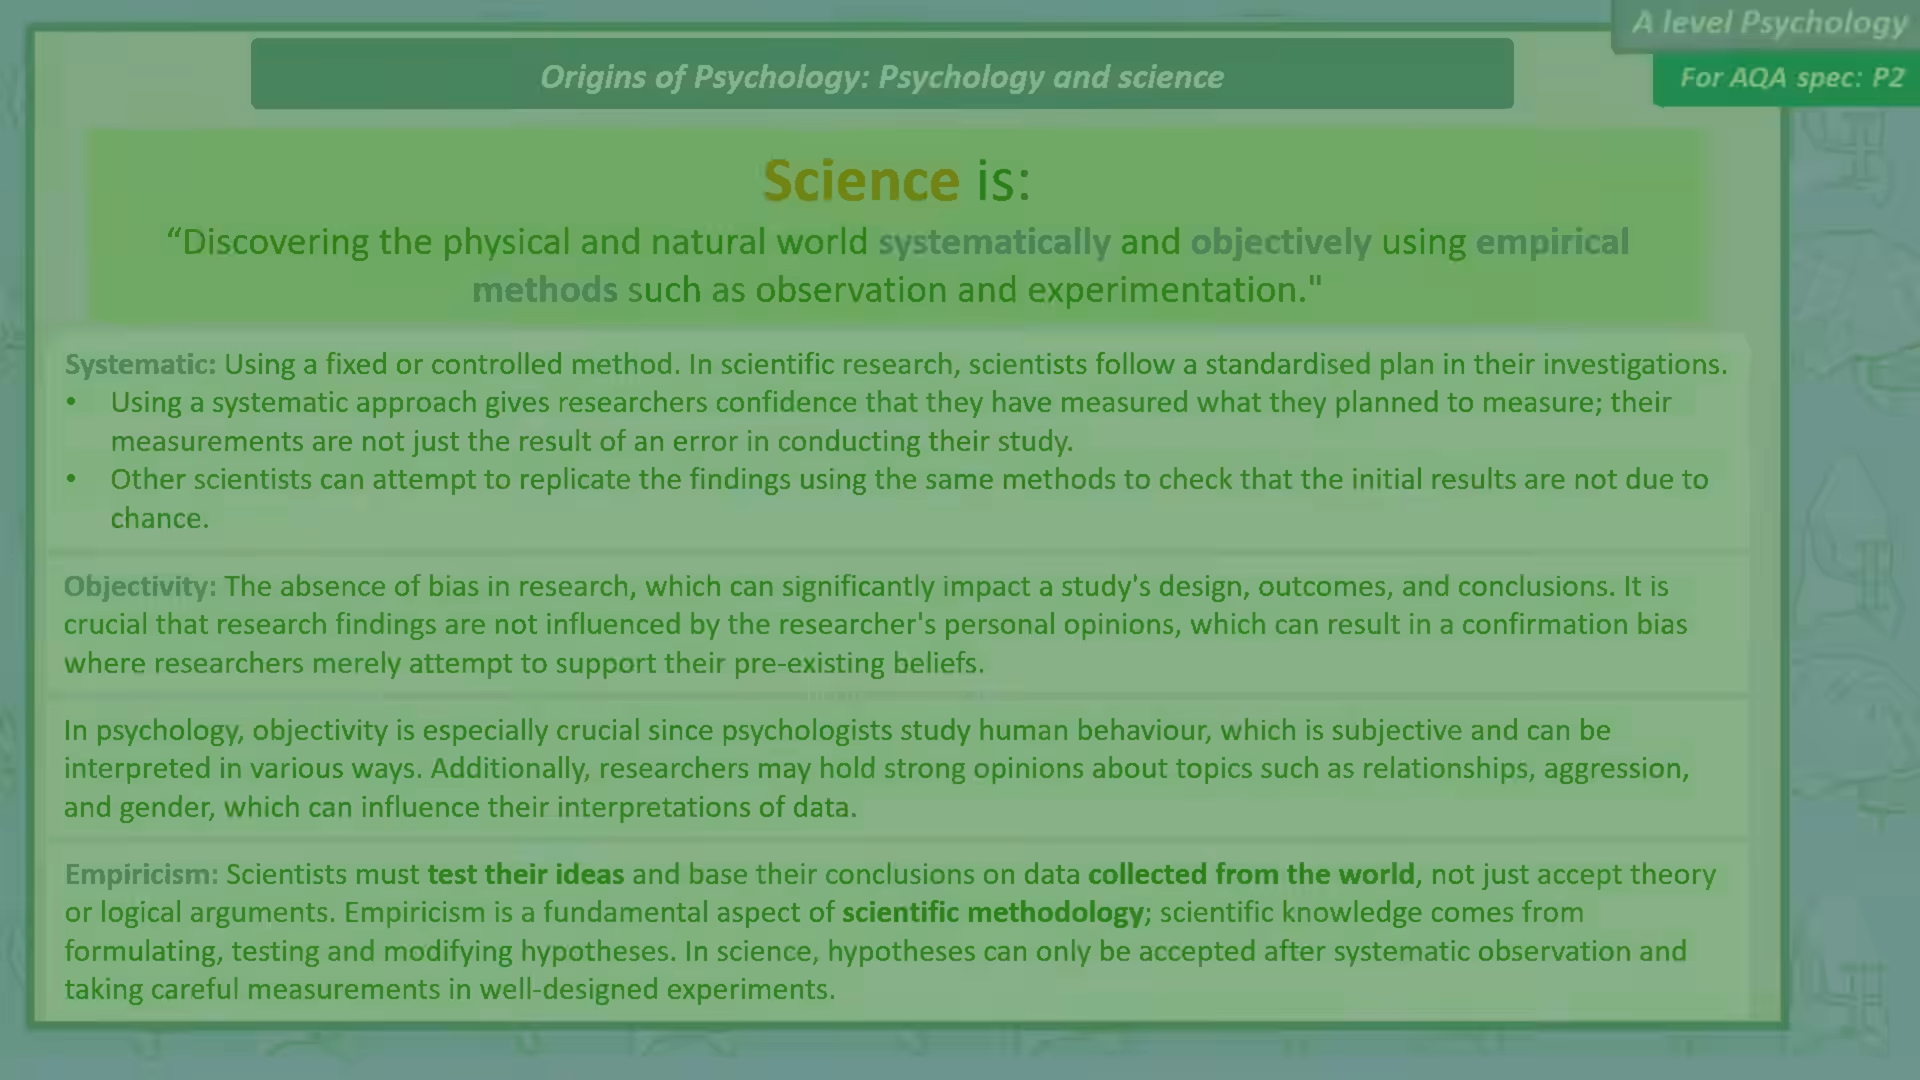 A level Psychology
For AQA spec: P2
Origins of Psychology: Psychology and science
Science is:
“Discovering the physical and natural world systematically and objectively using empirical
methods such as observation and experimentation."
Systematic: Using a fixed or controlled method. In scientific research, scientists follow a standardised plan in their investigations.
• Using a systematic approach gives researchers confidence that they have measured what they planned to measure; their
measurements are not just the result of an error in conducting their study.
• Other scientists can attempt to replicate the findings using the same methods to check that the initial results are not due to
chance.
Objectivity: The absence of bias in research, which can significantly impact a study's design, outcomes, and conclusions. It is
crucial that research findings are not influenced by the researcher's personal opinions, which can result in a confirmation bias
where researchers merely attempt to support their pre-existing beliefs.
In psychology, objectivity is especially crucial since psychologists study human behaviour, which is subjective and can be
interpreted in various ways. Additionally, researchers may hold strong opinions about topics such as relationships, aggression,
and gender, which can influence their interpretations of data.
Empiricism: Scientists must test their ideas and base their conclusions on data collected from the world, not just accept theory
or logical arguments. Empiricism is a fundamental aspect of scientific methodology; scientific knowledge comes from
formulating, testing and modifying hypotheses. In science, hypotheses can only be accepted after systematic observation and
taking careful measurements in well-designed experiments.